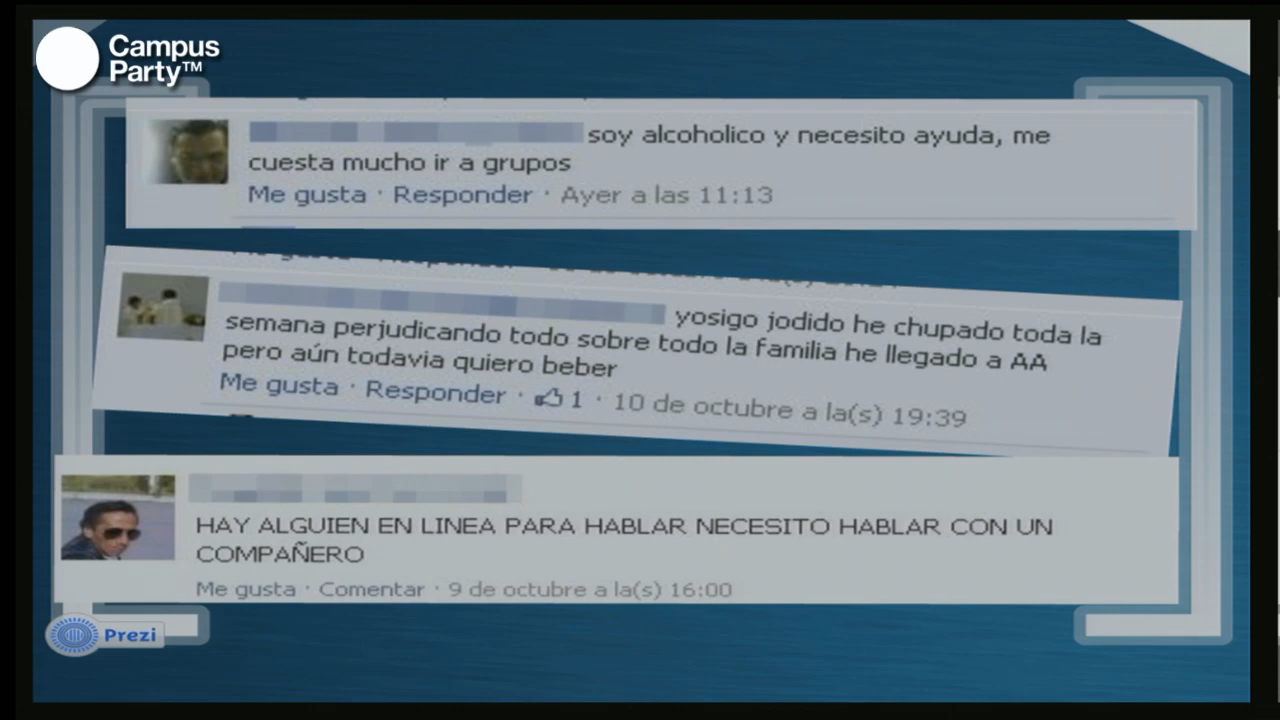 Campus
Party™
soy alcoholico y necesito ayuda, me
cuesta mucho ir a grupos
Me gusta · Responder · Ayer a las 11:13
yosigo jodido he chupado toda la
semana perjudicando todo sobre todo la familia he llegado a AA
pero aún todavia quiero beber
Me gusta · Responder · 1 · 10 de octubre a la(s) 19:39
HAY ALGUIEN EN LINEA PARA HABLAR NECESITO HABLAR CON UN
COMPAÑERO
Me gusta · Comentar · 9 de octubre a la(s) 16:00
Prezi